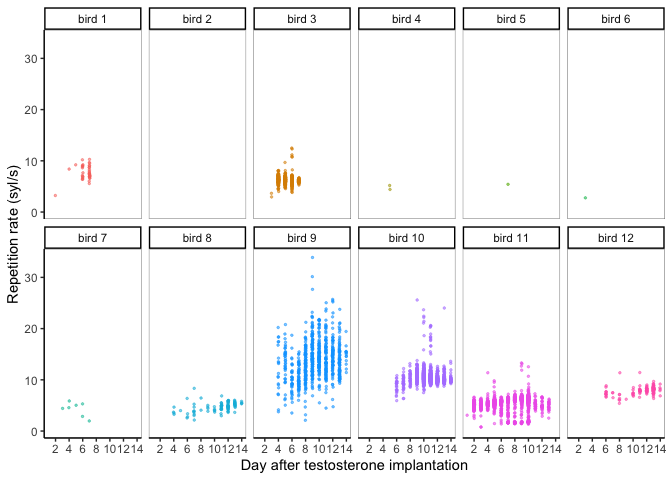 bird 1 bird 2 bird 3 bird 4 bird 5 bird 6
30
20
10
0
Repetition rate (syl/s)
bird 7 bird 8 bird 9 bird 10 bird 11 bird 12
30
20
10
0
2 4 6 8 10 12 14 2 4 6 8 10 12 14 2 4 6 8 10 12 14 2 4 6 8 10 12 14 2 4 6 8 10 12 14 2 4 6 8 10 12 14
Day after testosterone implantation